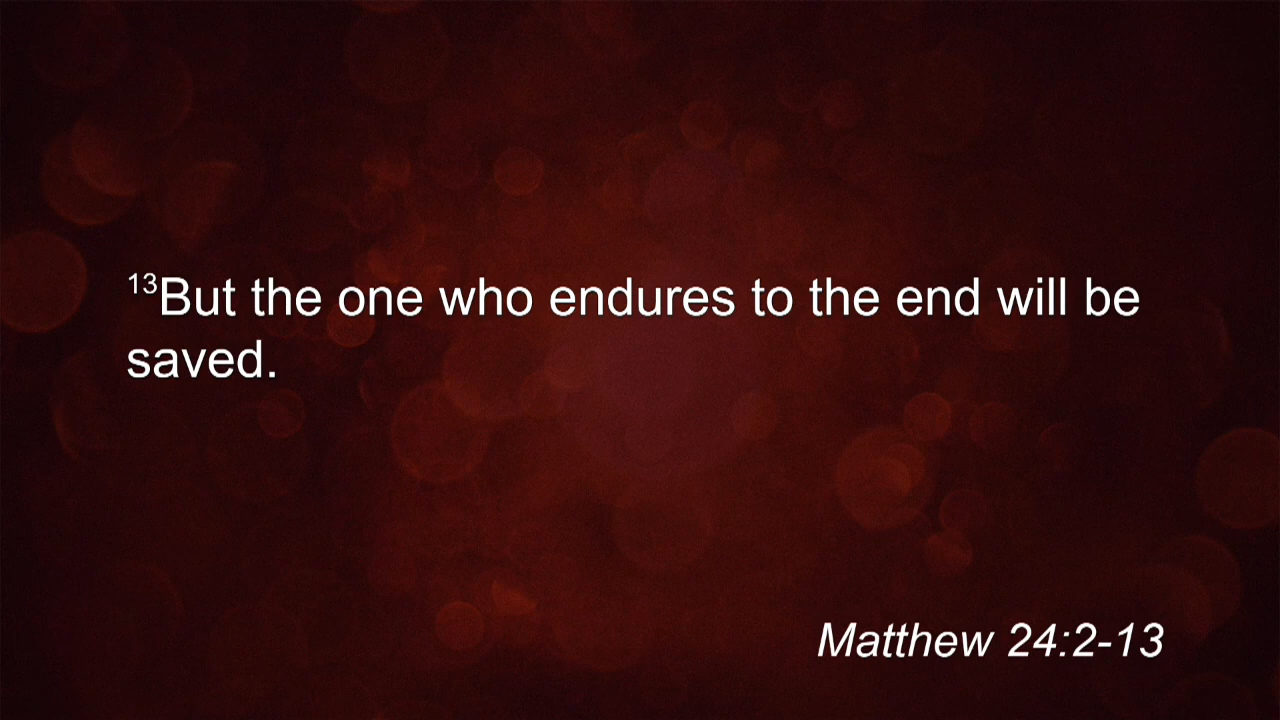 ¹³But the one who endures to the end will be
saved.
Matthew 24:2-13